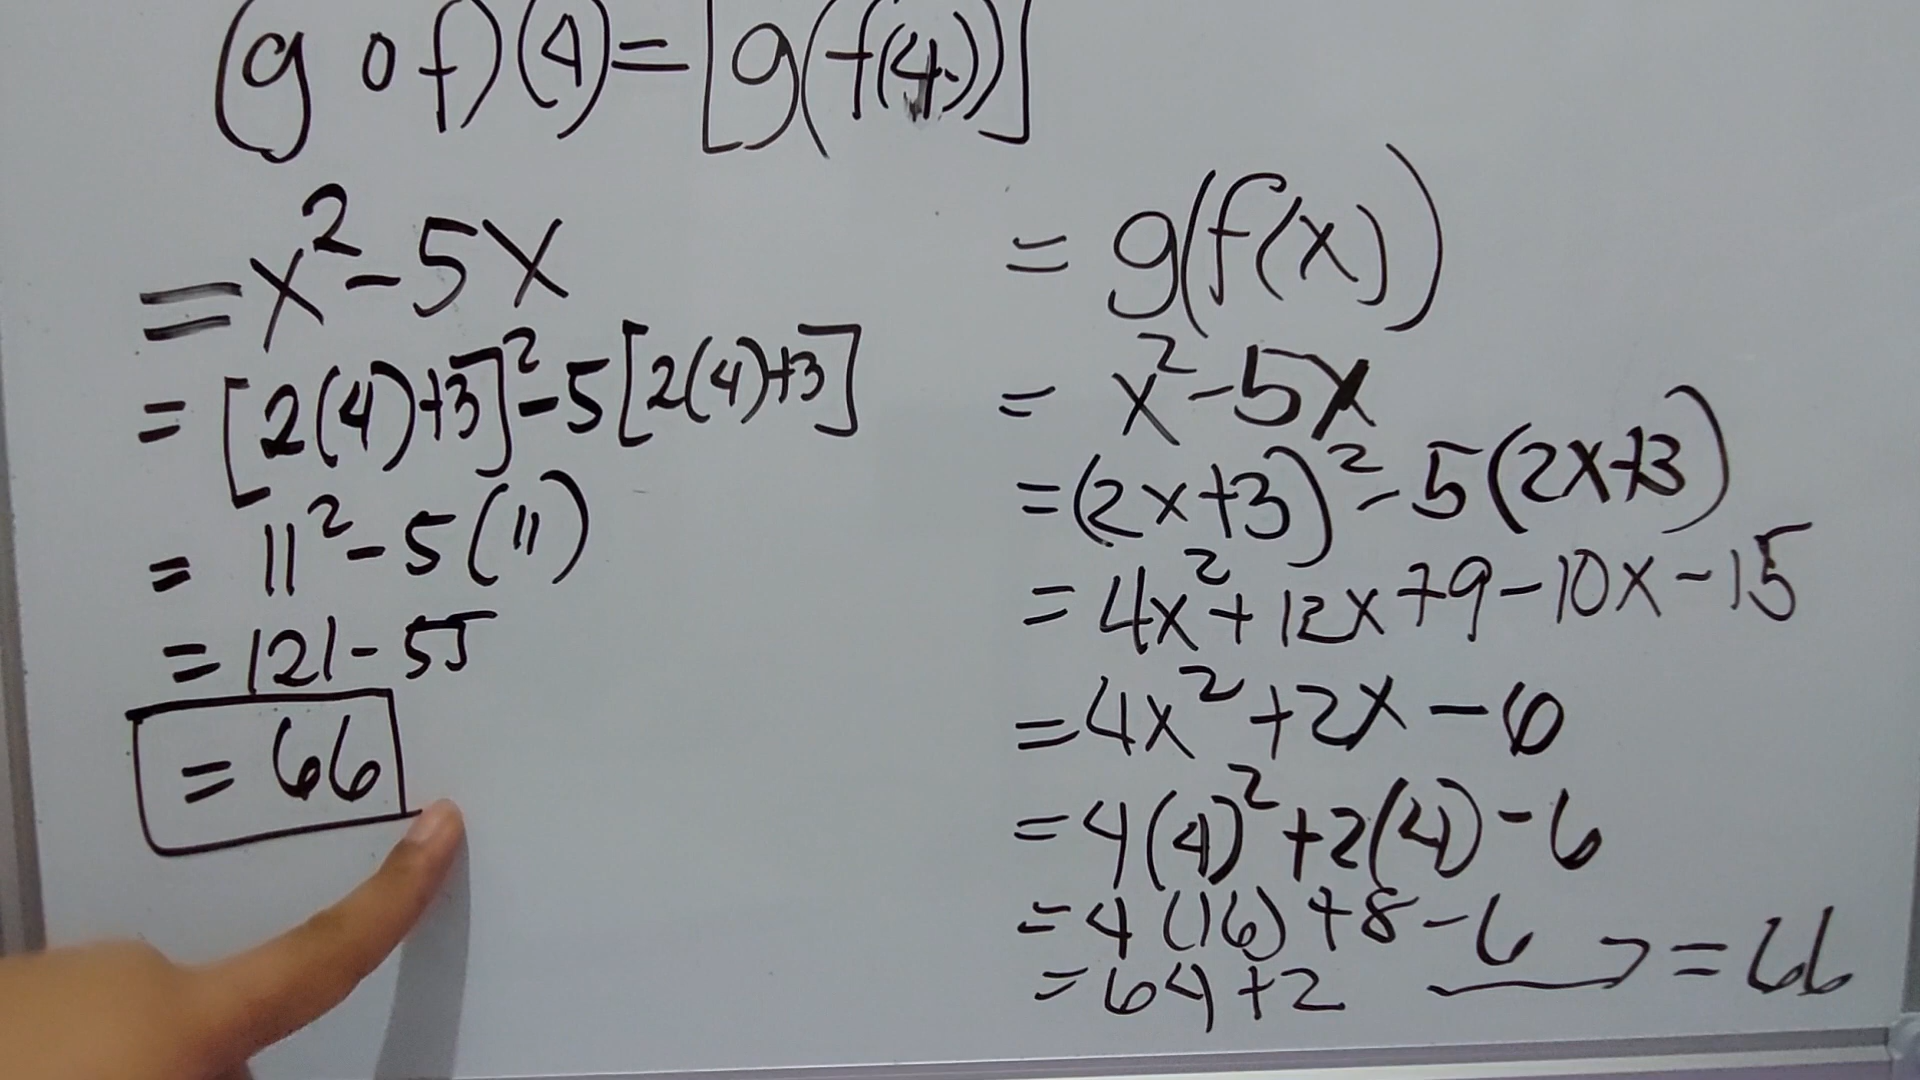 (g o f)(4) = [g(f(4))]
= x² - 5x
= [2(4)+3]² - 5[2(4)+3]
= 11² - 5(11)
= 121 - 55
= 66
= g(f(x))
= x² - 5x
= (2x+3)² - 5(2x+3)
= 4x² + 12x + 9 - 10x - 15
= 4x² + 2x - 6
= 4(4)² + 2(4) - 6
= 4(16) + 8 - 6
= 64 + 2 → = 66